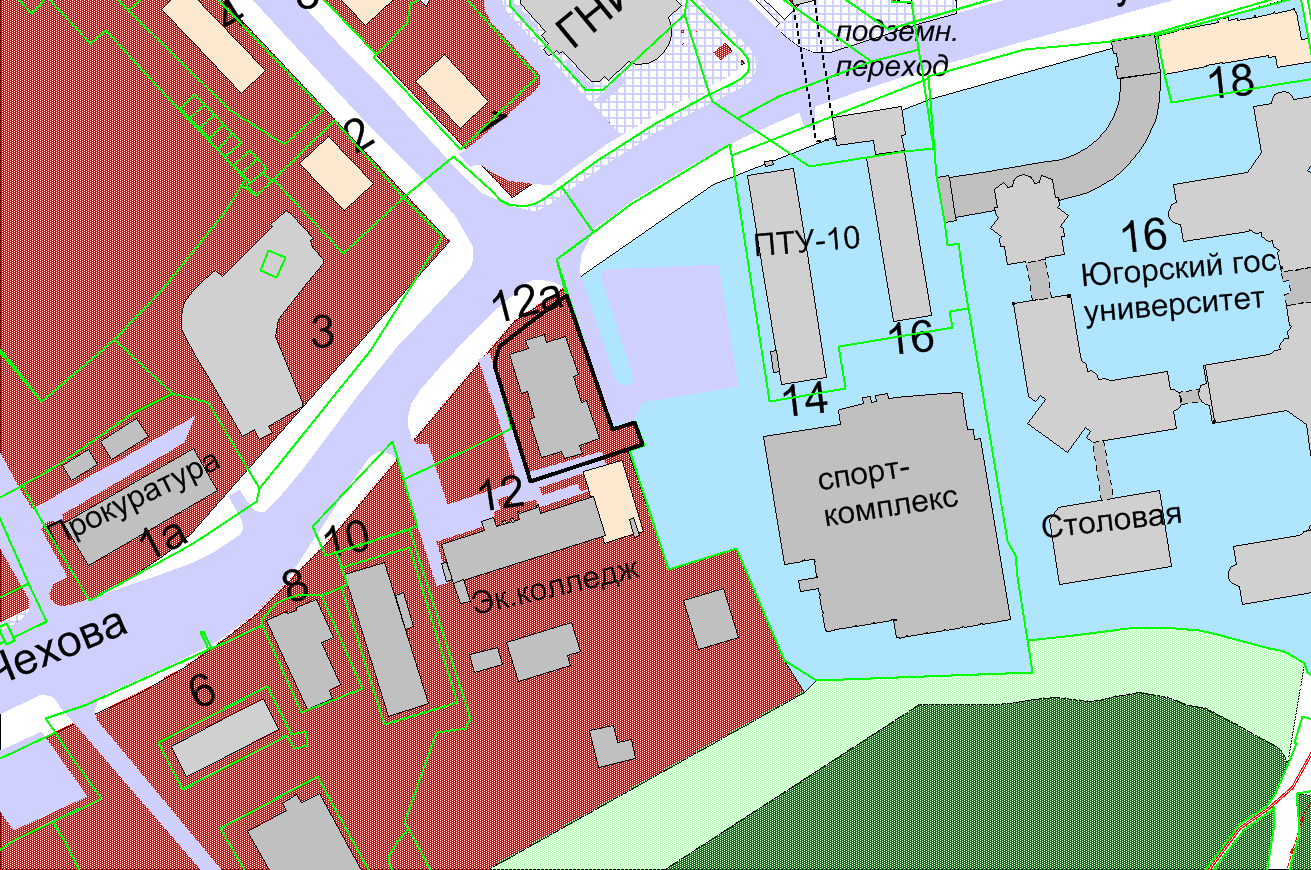 4
ГНИ
подземн.
переход
18
2
16
Югорский гос.
университет
ПТУ-10
12а
3
16
14
спорт-
комплекс
Столовая
Прокуратура
1а
12
10
8
Эк.колледж
Чехова
6